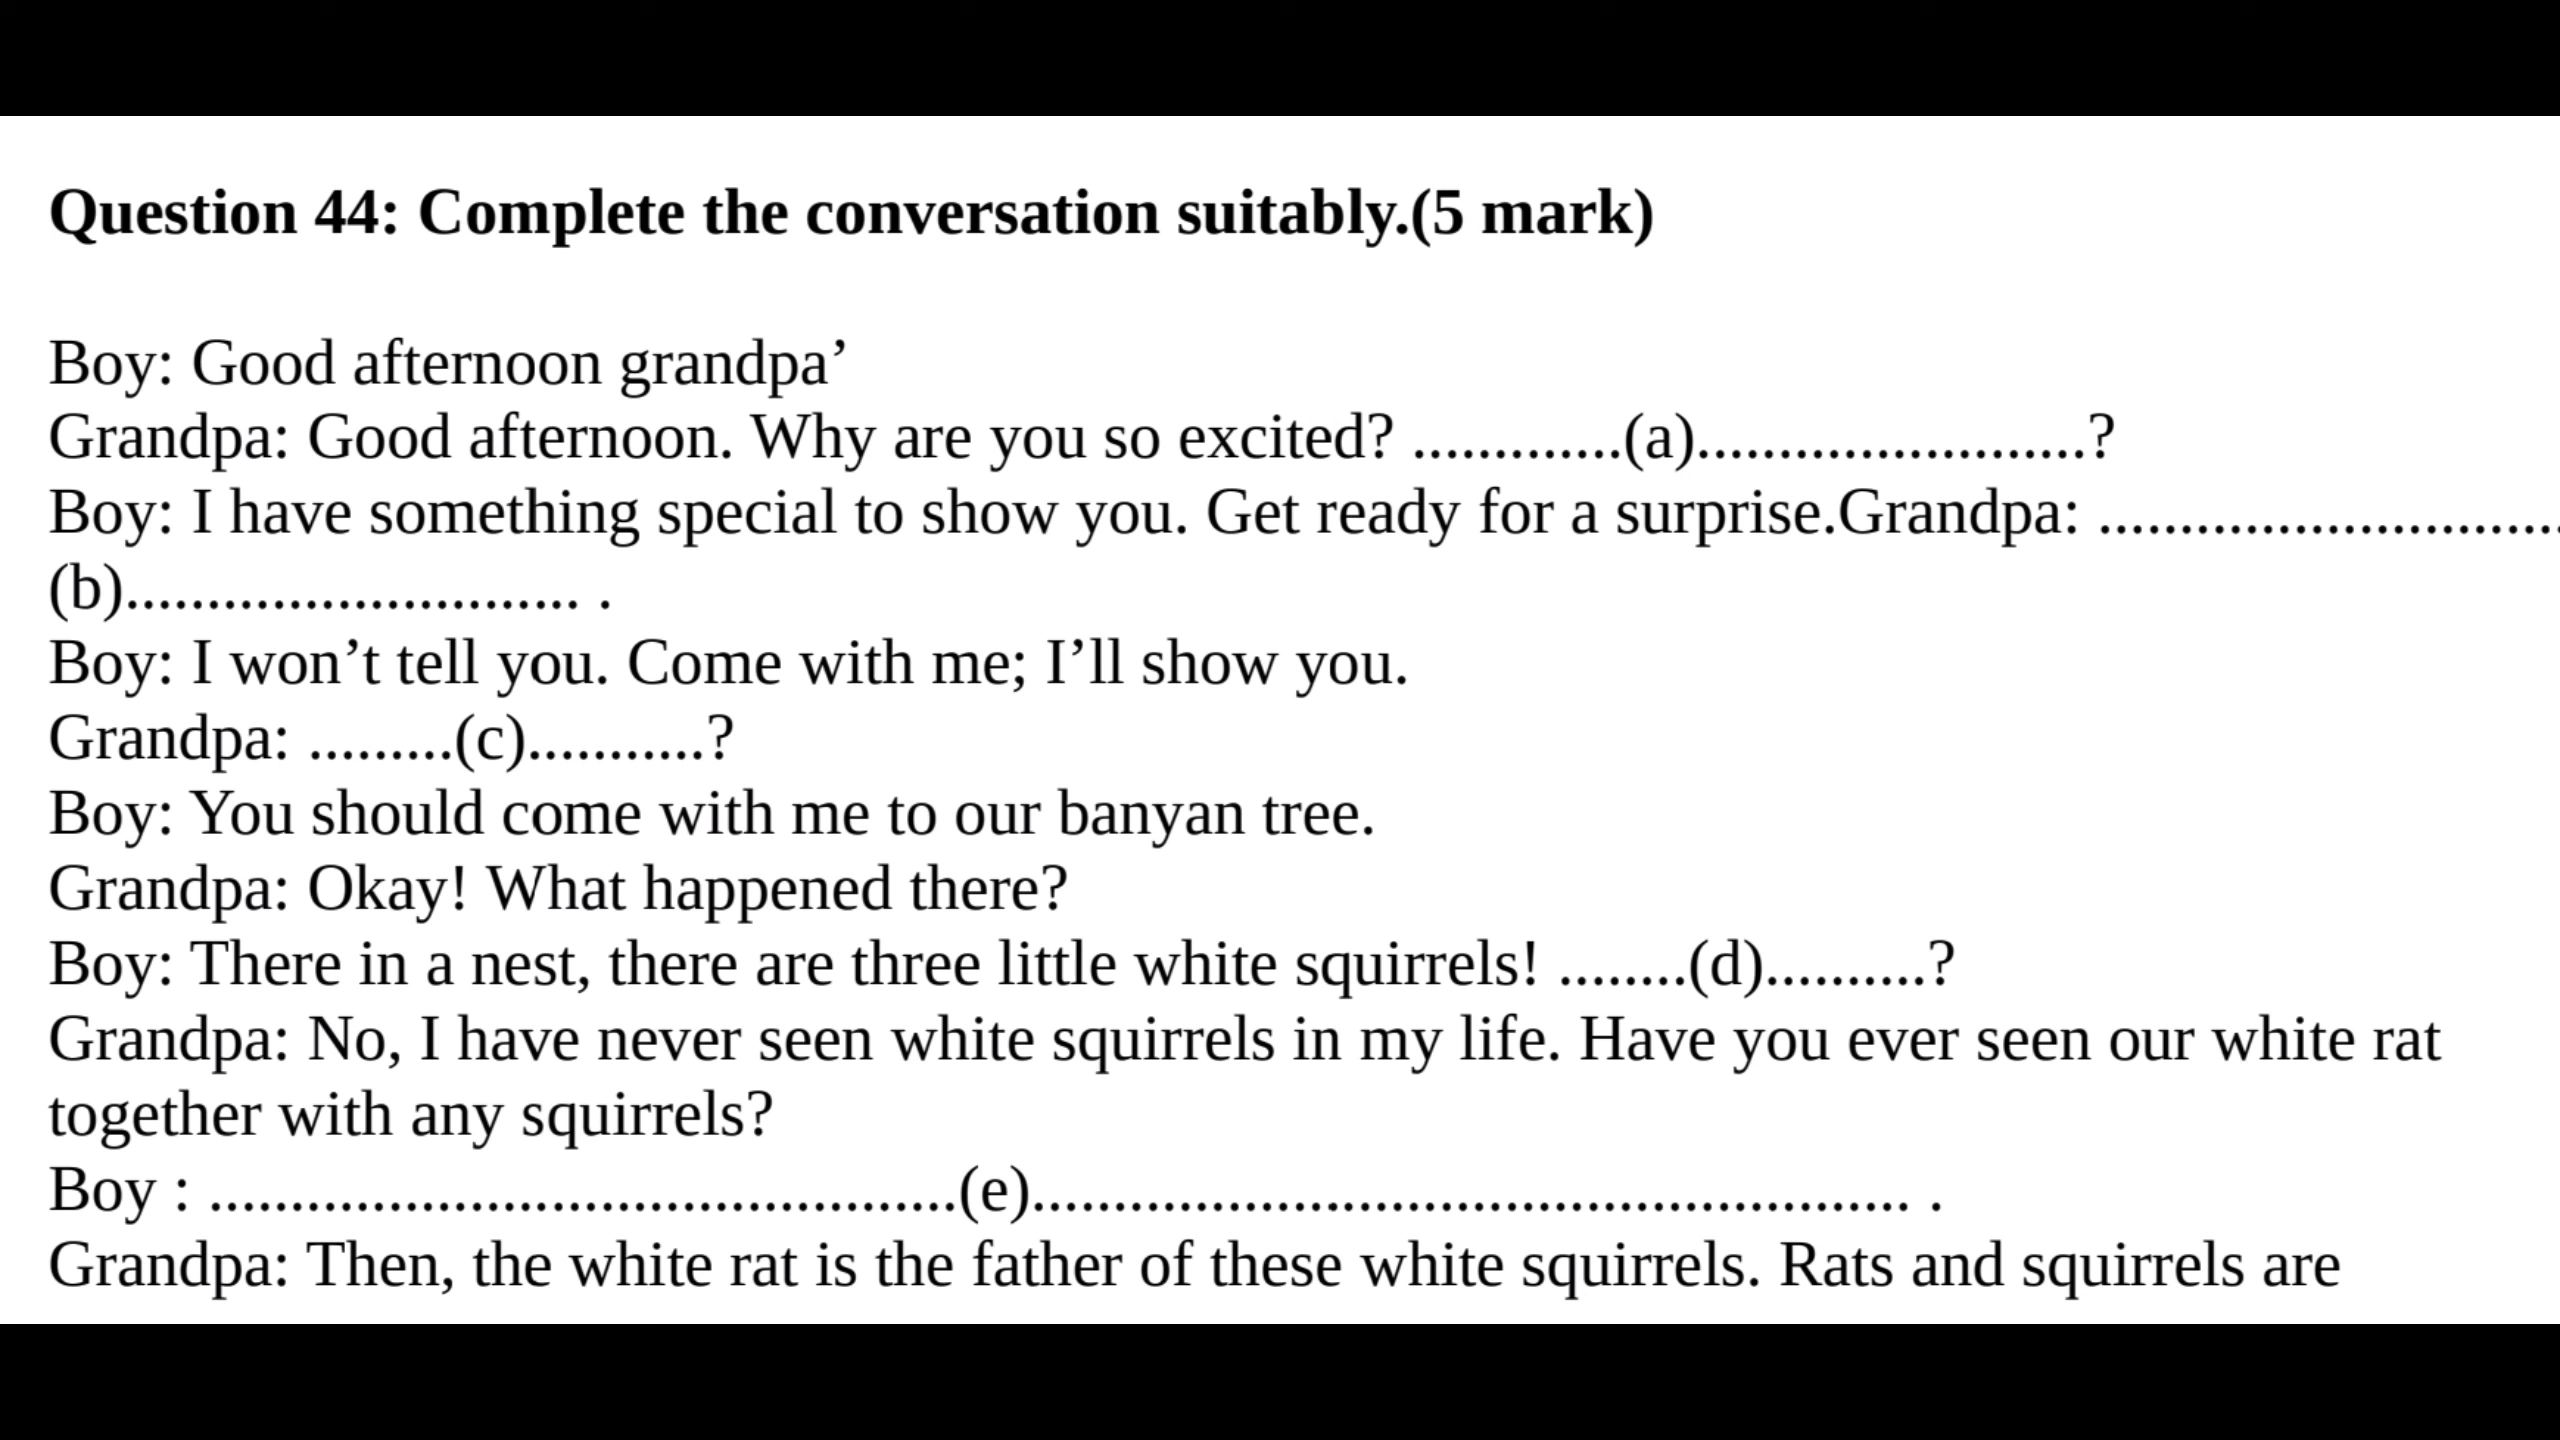 Question 44: Complete the conversation suitably.(5 mark)
Boy: Good afternoon grandpa’
Grandpa: Good afternoon. Why are you so excited? .............(a)........................?
Boy: I have something special to show you. Get ready for a surprise.Grandpa: .............................
(b)............................ .
Boy: I won’t tell you. Come with me; I’ll show you.
Grandpa: .........(c)...........?
Boy: You should come with me to our banyan tree.
Grandpa: Okay! What happened there?
Boy: There in a nest, there are three little white squirrels! ........(d)..........?
Grandpa: No, I have never seen white squirrels in my life. Have you ever seen our white rat
together with any squirrels?
Boy : ..............................................(e)...................................................... .
Grandpa: Then, the white rat is the father of these white squirrels. Rats and squirrels are